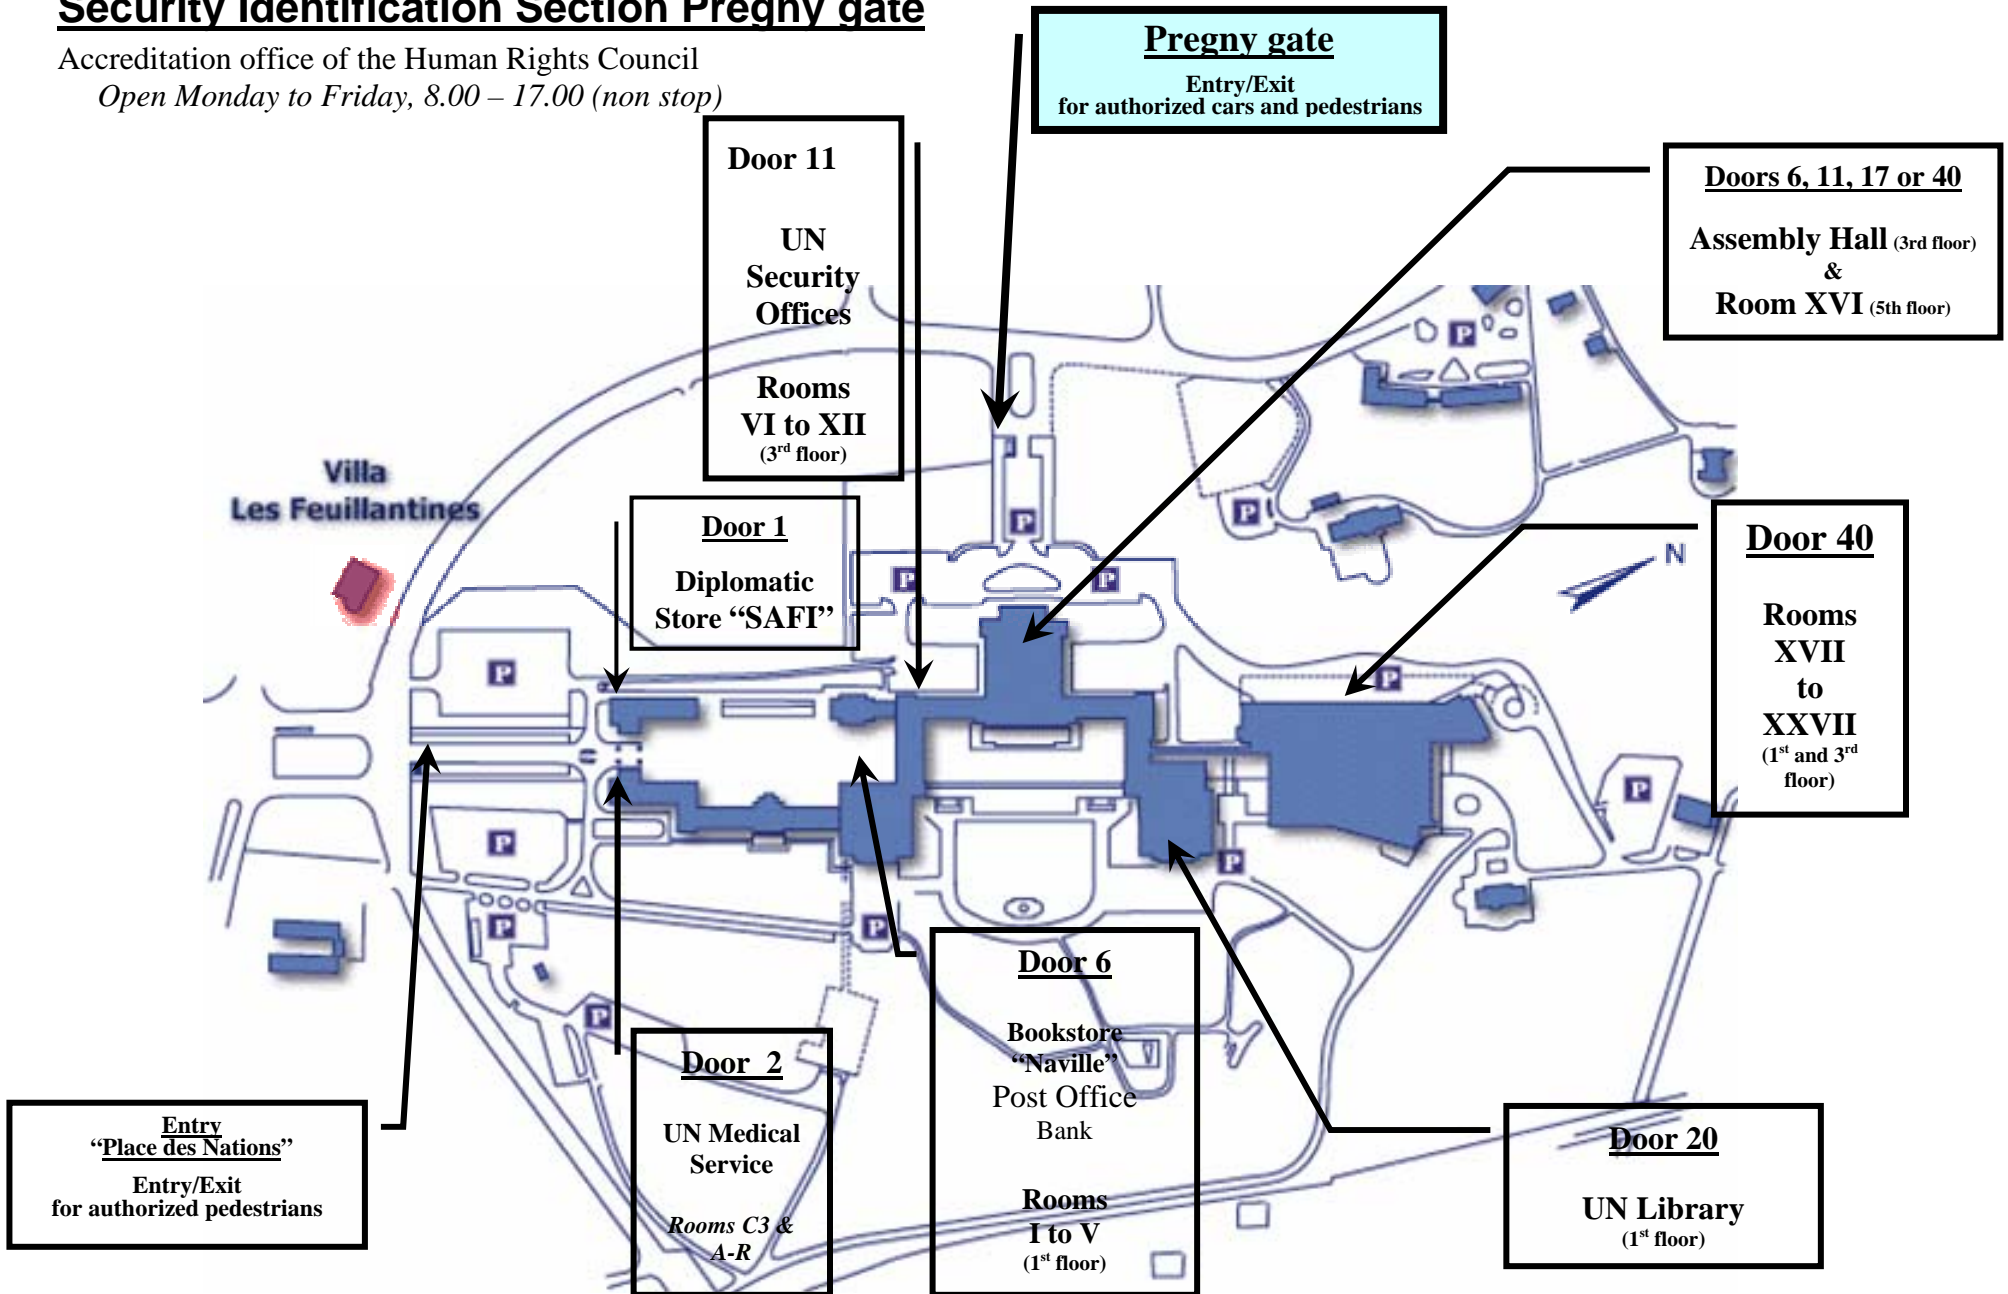 Security Identification Section Pregny gate
Accreditation office of the Human Rights Council
Open Monday to Friday, 8.00 – 17.00 (non stop)
Pregny gate
Entry/Exit
for authorized cars and pedestrians
Door 11
UN
Security
Offices
Rooms
VI to XII
(3rd floor)
Doors 6, 11, 17 or 40
Assembly Hall (3rd floor)
&
Room XVI (5th floor)
Villa
Les Feuillantines
Door 1
Diplomatic
Store “SAFI”
Door 40
Rooms
XVII
to
XXVII
(1st and 3rd
floor)
N
P
P
P
P
P
P
P
P
P
P
P
P
P
P
Entry
“Place des Nations”
Entry/Exit
for authorized pedestrians
Door 2
UN Medical
Service
Rooms C3 &
A-R
Door 6
Bookstore
“Naville”
Post Office
Bank
Rooms
I to V
(1st floor)
Door 20
UN Library
(1st floor)